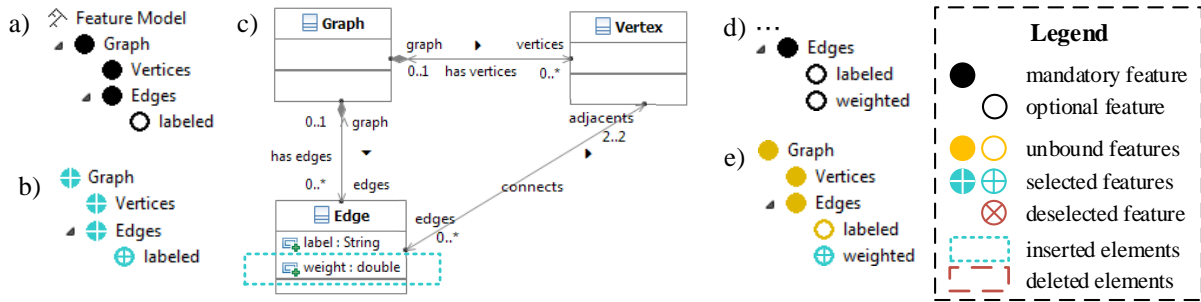 a)
Feature Model
Graph
Vertices
Edges
labeled
b)
Graph
Vertices
Edges
labeled
c)
Graph
Vertex
graph
vertices
0..1
has vertices
0..*
0..1
graph
has edges
0..*
edges
adjacents
2..2
connects
edges
0..*
Edge
label : String
weight : double
d)
...
Edges
labeled
weighted
e)
Graph
Vertices
Edges
labeled
weighted
Legend
mandatory feature
optional feature
unbound features
selected features
deselected feature
inserted elements
deleted elements